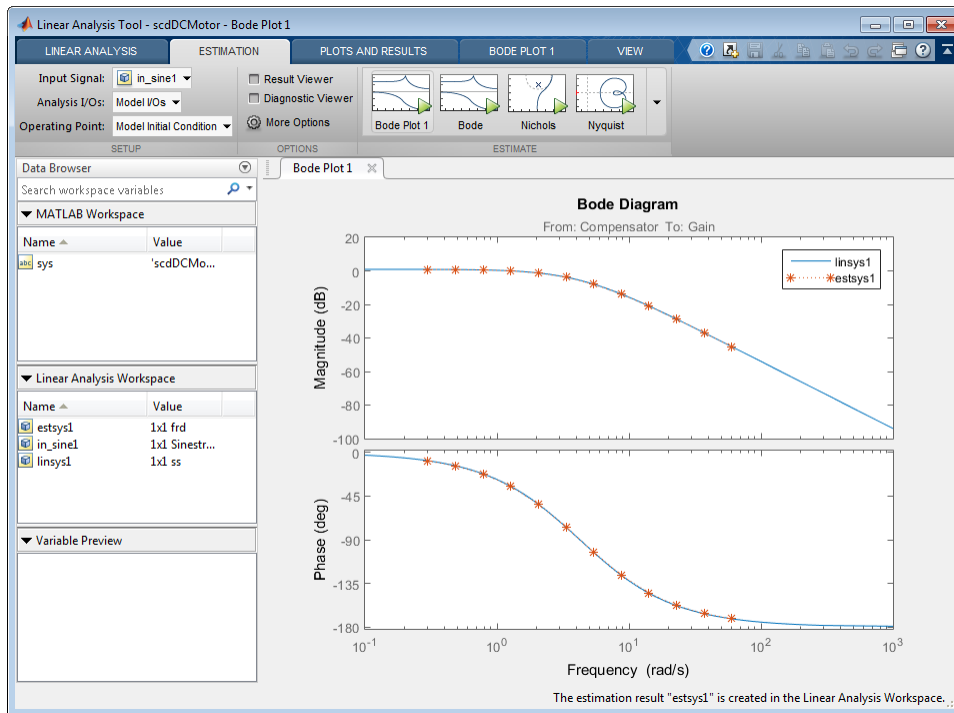 Linear Analysis Tool - scdDCMotor - Bode Plot 1
LINEAR ANALYSIS ESTIMATION PLOTS AND RESULTS BODE PLOT 1 VIEW
Input Signal: in_sine1
Analysis I/Os: Model I/Os
Operating Point: Model Initial Condition
SETUP
Result Viewer
Diagnostic Viewer
More Options
OPTIONS
Bode Plot 1 Bode Nichols Nyquist
ESTIMATE
Data Browser
Search workspace variables
MATLAB Workspace
Name Value
abc sys 'scdDCMo...
Linear Analysis Workspace
Name Value
estsys1 1x1 frd
in_sine1 1x1 Sinestr...
linsys1 1x1 ss
Variable Preview
Bode Plot 1
Bode Diagram
From: Compensator To: Gain
Magnitude (dB)
20
0
-20
-40
-60
-80
-100
linsys1
estsys1
Phase (deg)
0
-45
-90
-135
-180
10^-1 10^0 10^1 10^2 10^3
Frequency (rad/s)
The estimation result "estsys1" is created in the Linear Analysis Workspace.